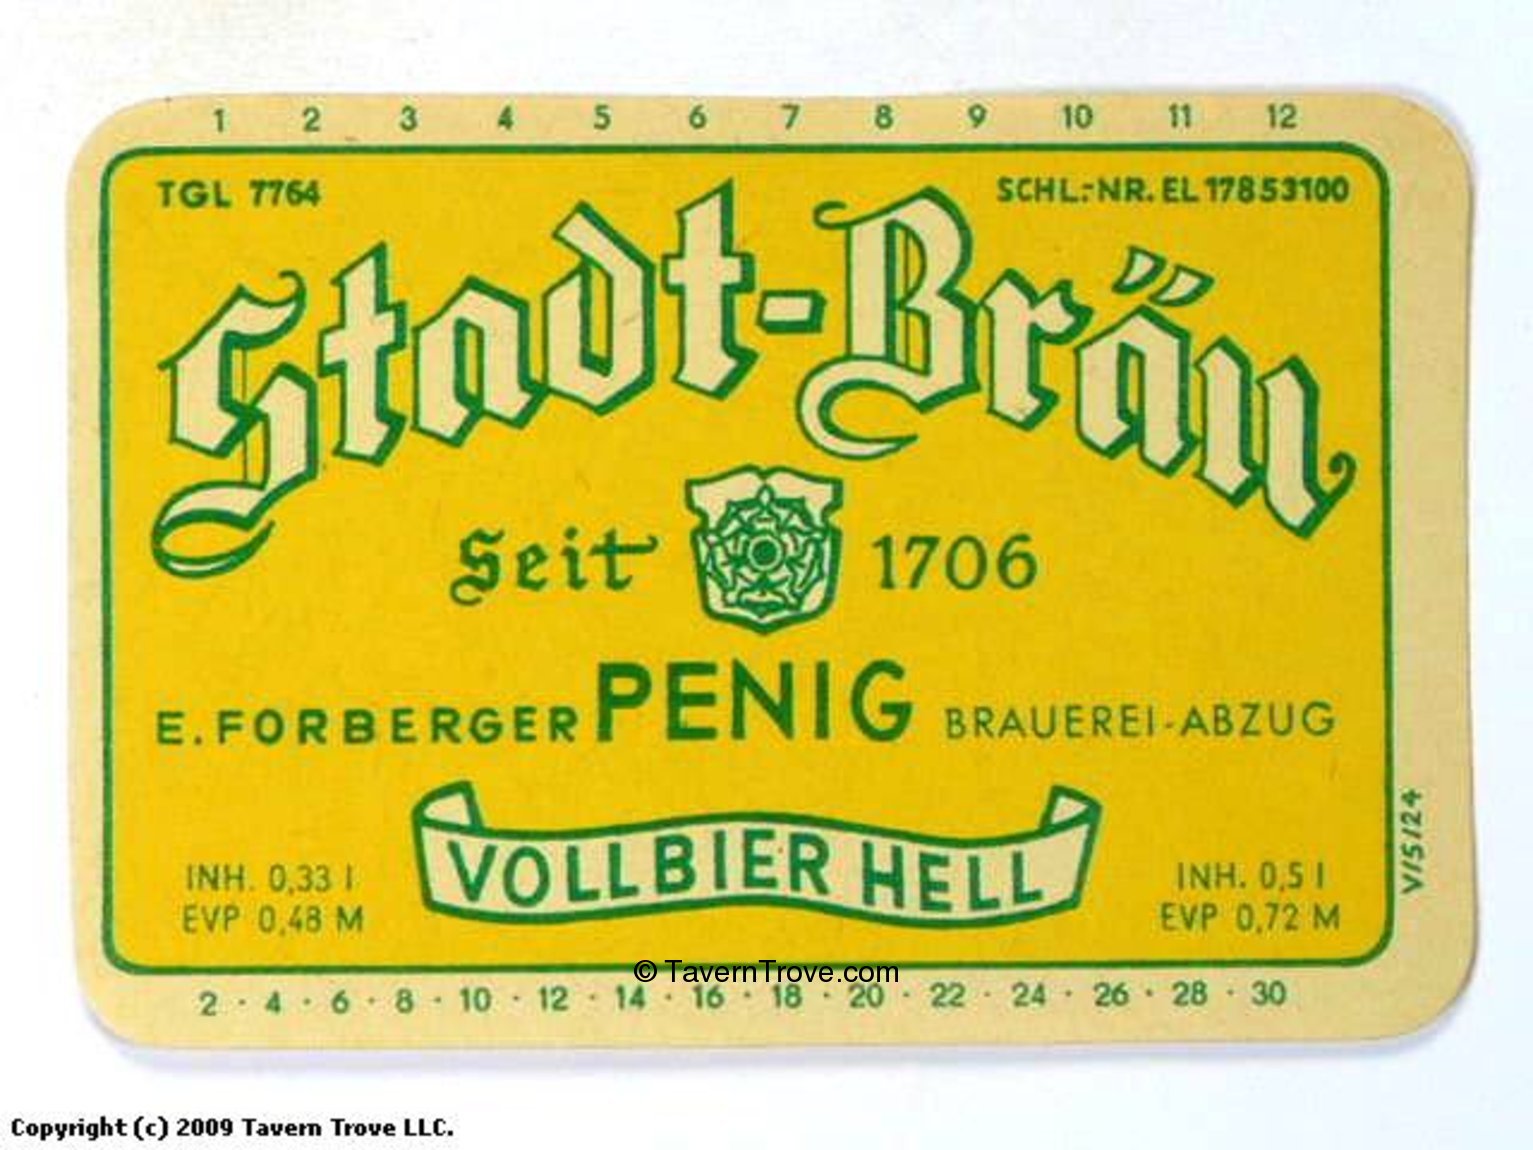 1 2 3 4 5 6 7 8 9 10 11 12
TGL 7764 SCHL.-NR. EL 17853100
Stadt-Bräu
Seit 1706
E. FORBERGER PENIG BRAUEREI-ABZUG
VOLLBIER HELL
INH. 0,33 l
EVP 0,48 M
INH. 0,5 l
EVP 0,72 M
V/5/24
© TavernTrove.com
2 · 4 · 6 · 8 · 10 · 12 · 14 · 16 · 18 · 20 · 22 · 24 · 26 · 28 · 30
Copyright (c) 2009 Tavern Trove LLC.